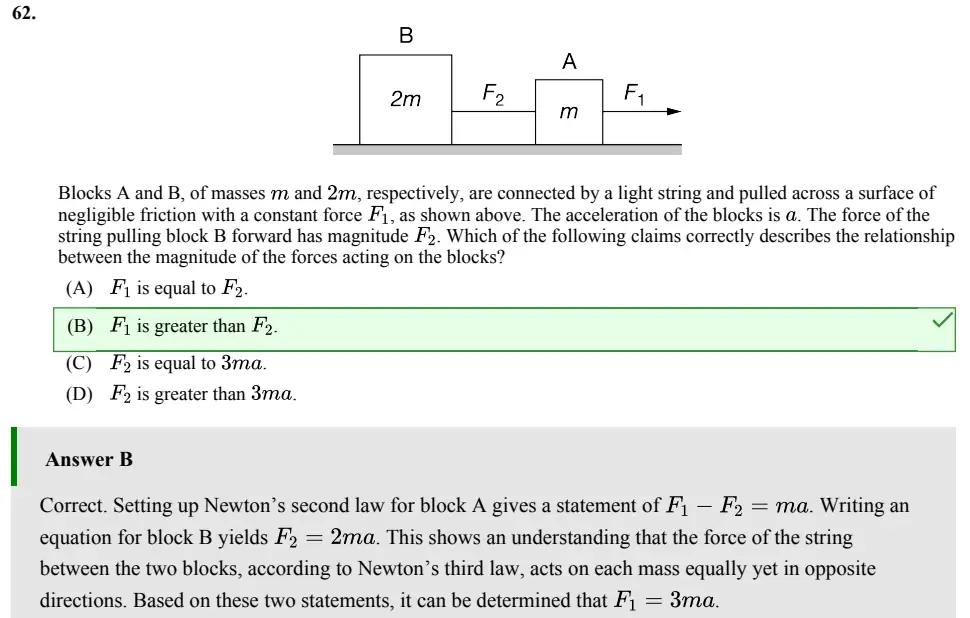 62.
B
A
2m
F₂
m
F₁
Blocks A and B, of masses m and 2m, respectively, are connected by a light string and pulled across a surface of
negligible friction with a constant force F₁, as shown above. The acceleration of the blocks is a. The force of the
string pulling block B forward has magnitude F₂. Which of the following claims correctly describes the relationship
between the magnitude of the forces acting on the blocks?
(A) F₁ is equal to F₂.
(B) F₁ is greater than F₂.
(C) F₂ is equal to 3ma.
(D) F₂ is greater than 3ma.
Answer B
Correct. Setting up Newton’s second law for block A gives a statement of F₁ − F₂ = ma. Writing an
equation for block B yields F₂ = 2ma. This shows an understanding that the force of the string
between the two blocks, according to Newton’s third law, acts on each mass equally yet in opposite
directions. Based on these two statements, it can be determined that F₁ = 3ma.